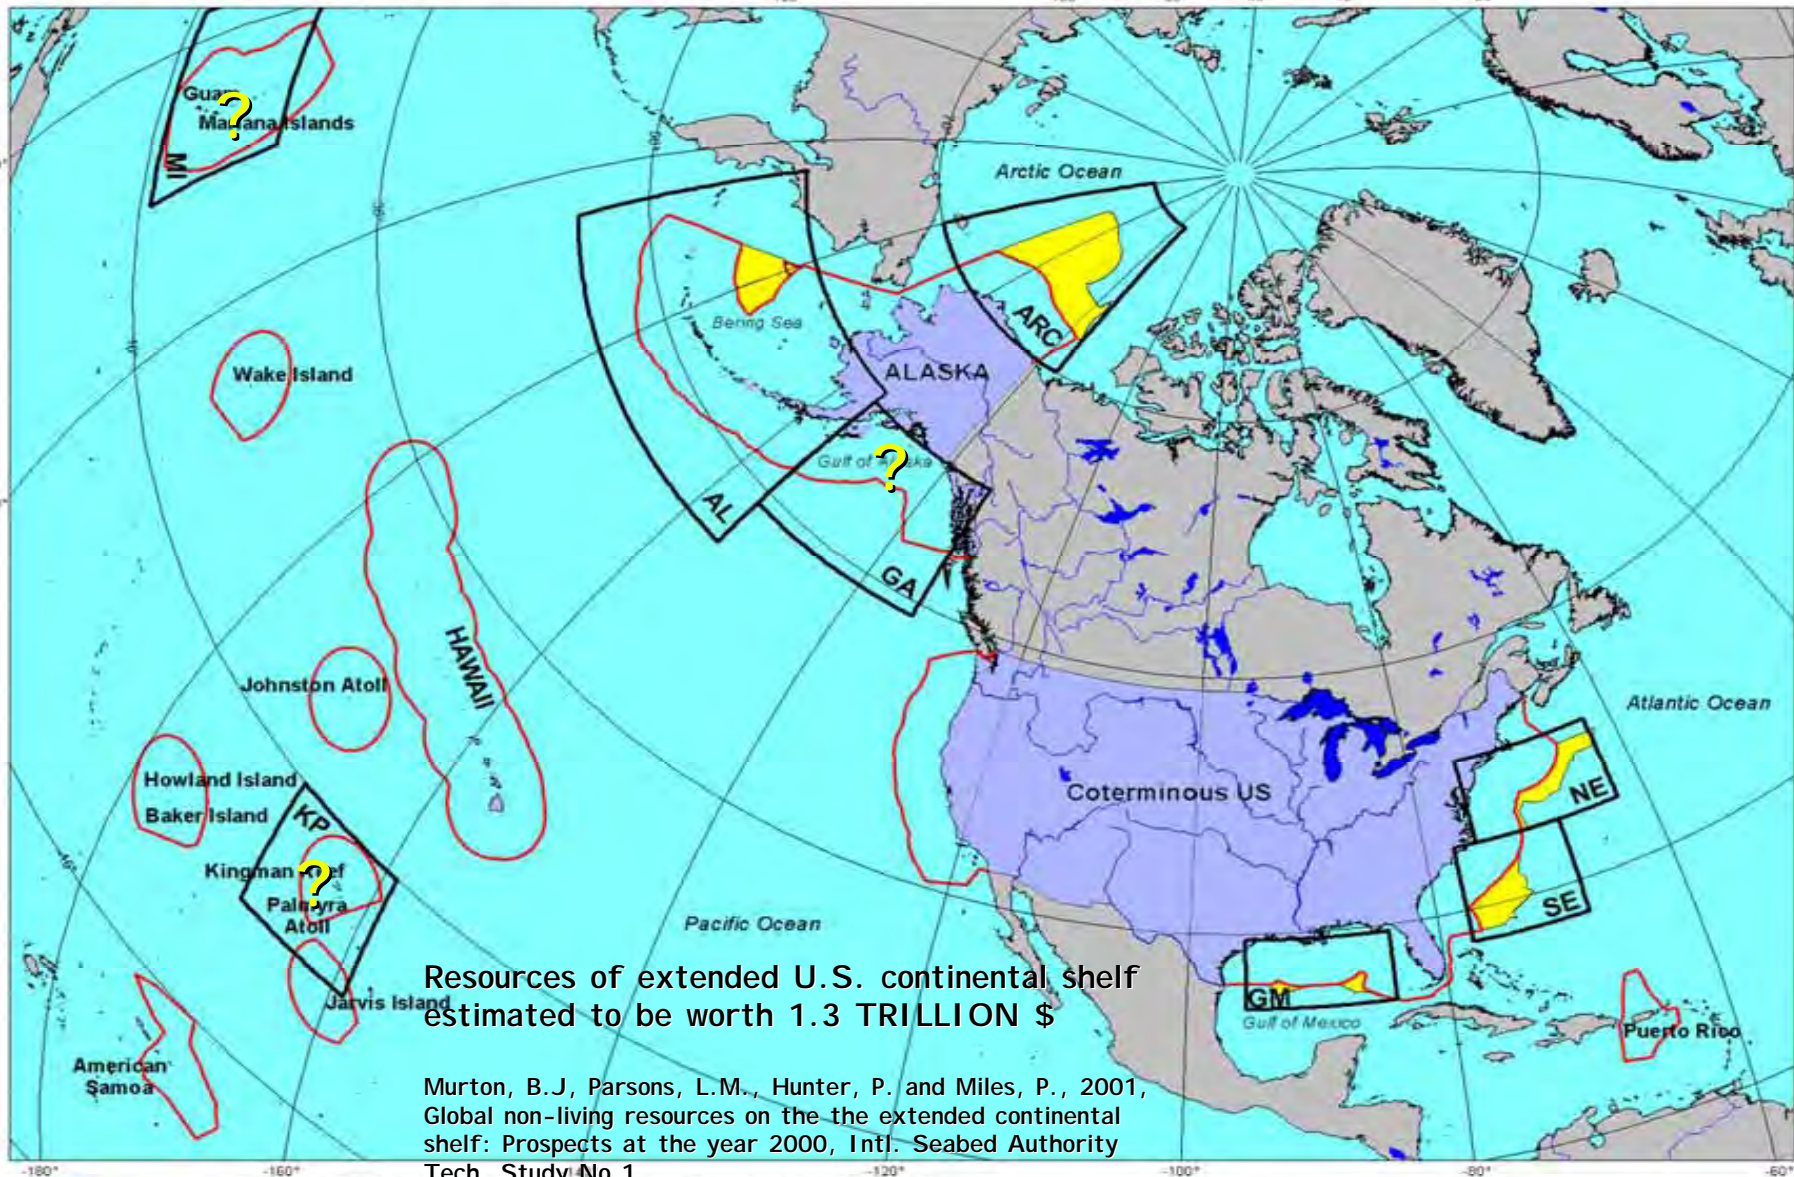 Guam
Mariana Islands
MI
Arctic Ocean
Bering Sea
ARC
ALASKA
Wake Island
Gulf of Alaska
AL
GA
HAWAII
Johnston Atoll
Atlantic Ocean
Howland Island
Baker Island
KP
Coterminous US
NE
Kingman Reef
Palmyra
Atoll
SE
Pacific Ocean
Resources of extended U.S. continental shelf
estimated to be worth 1.3 TRILLION $
Jarvis Island
GM
Gulf of Mexico
Puerto Rico
American
Samoa
Murton, B.J, Parsons, L.M., Hunter, P. and Miles, P., 2001,
Global non-living resources on the the extended continental
shelf: Prospects at the year 2000, Intl. Seabed Authority
Tech. Study No 1
?
?
?
-180°
-160°
-120°
-100°
-80°
-60°